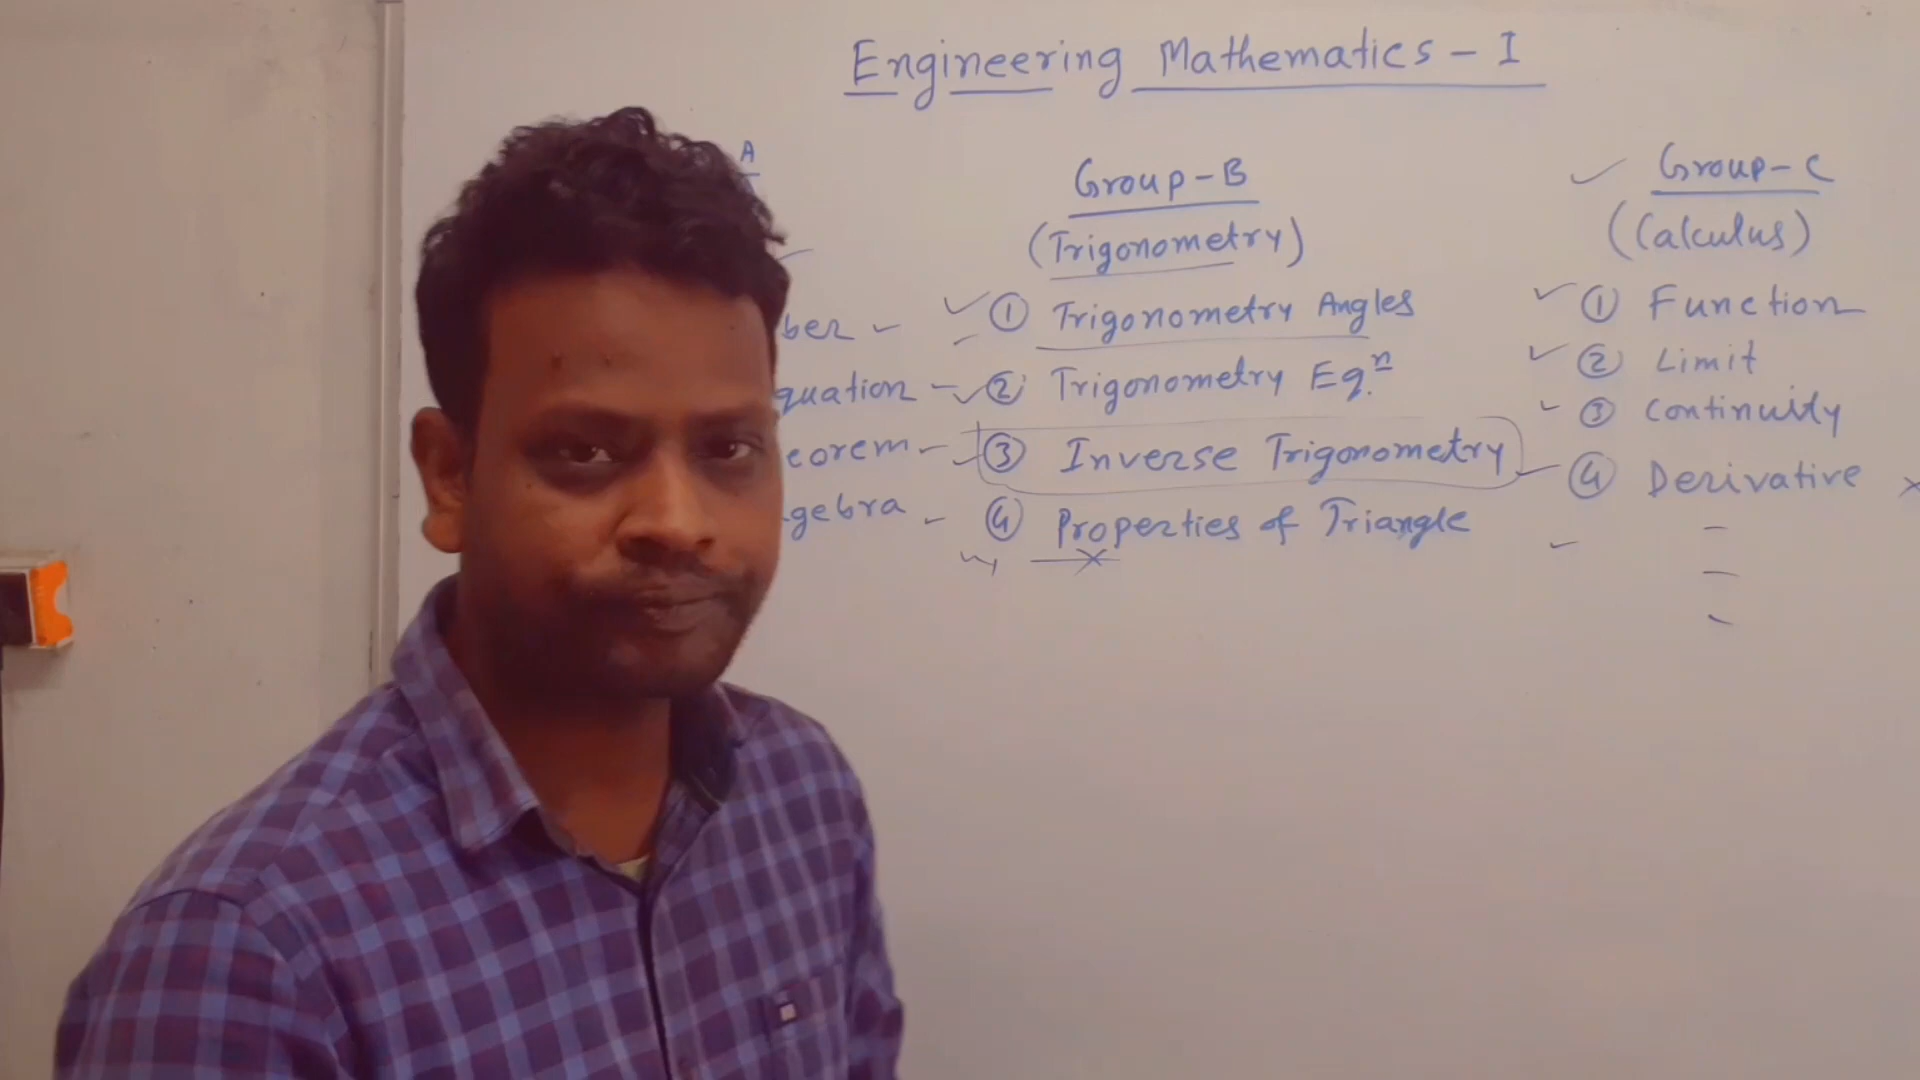 Engineering Mathematics - I
A
ber
quation
eorem
gebra
Group-B
(Trigonometry)
① Trigonometry Angles
② Trigonometry Eq.ⁿ
③ Inverse Trigonometry
④ Properties of Triangle
Group-C
(Calculus)
① Function
② Limit
③ Continuity
④ Derivative